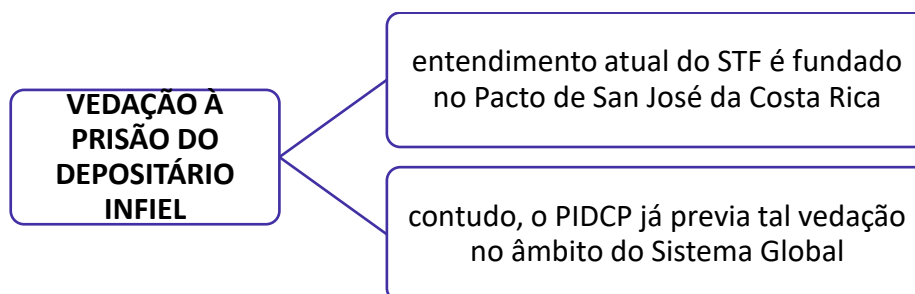 VEDAÇÃO À
PRISÃO DO
DEPOSITÁRIO
INFIEL
entendimento atual do STF é fundado
no Pacto de San José da Costa Rica
contudo, o PIDCP já previa tal vedação
no âmbito do Sistema Global